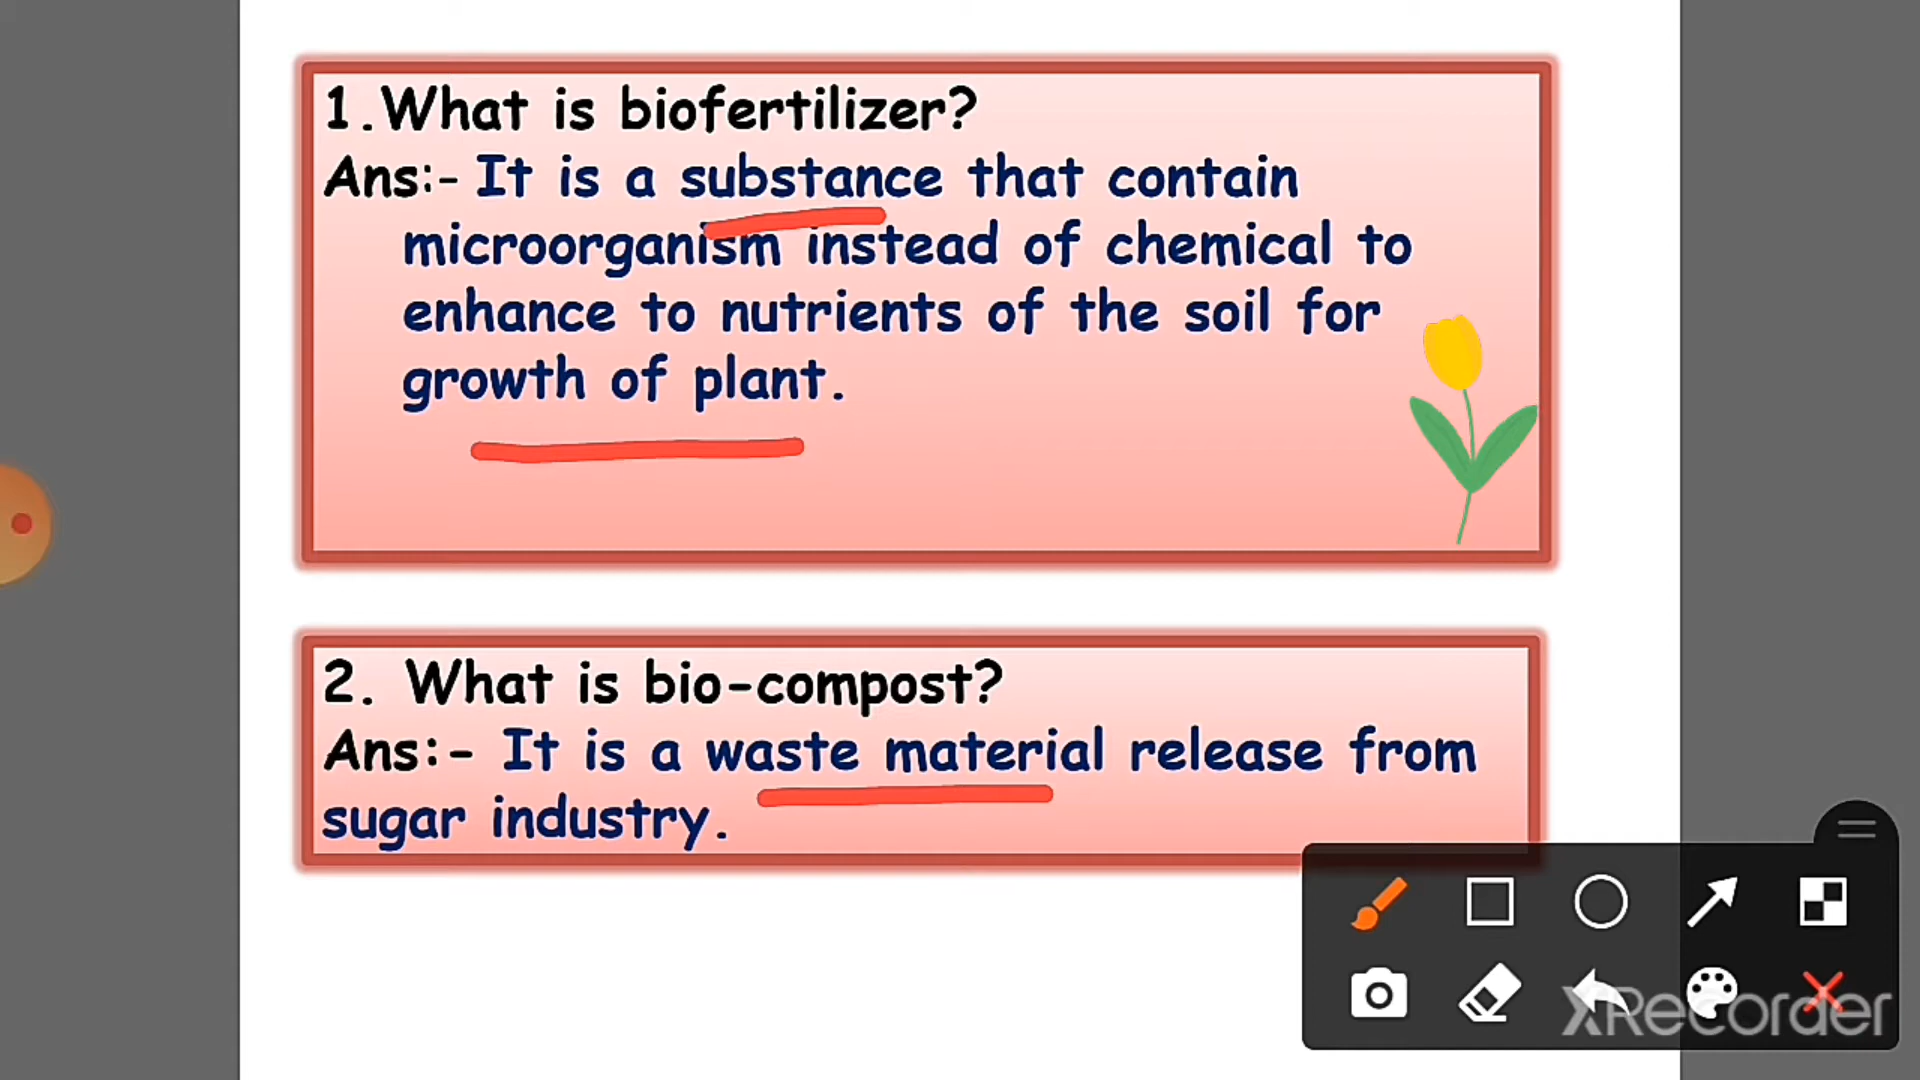 1.What is biofertilizer?
Ans:- It is a substance that contain
microorganism instead of chemical to
enhance to nutrients of the soil for
growth of plant.
2. What is bio-compost?
Ans:- It is a waste material release from
sugar industry.
XRecorder